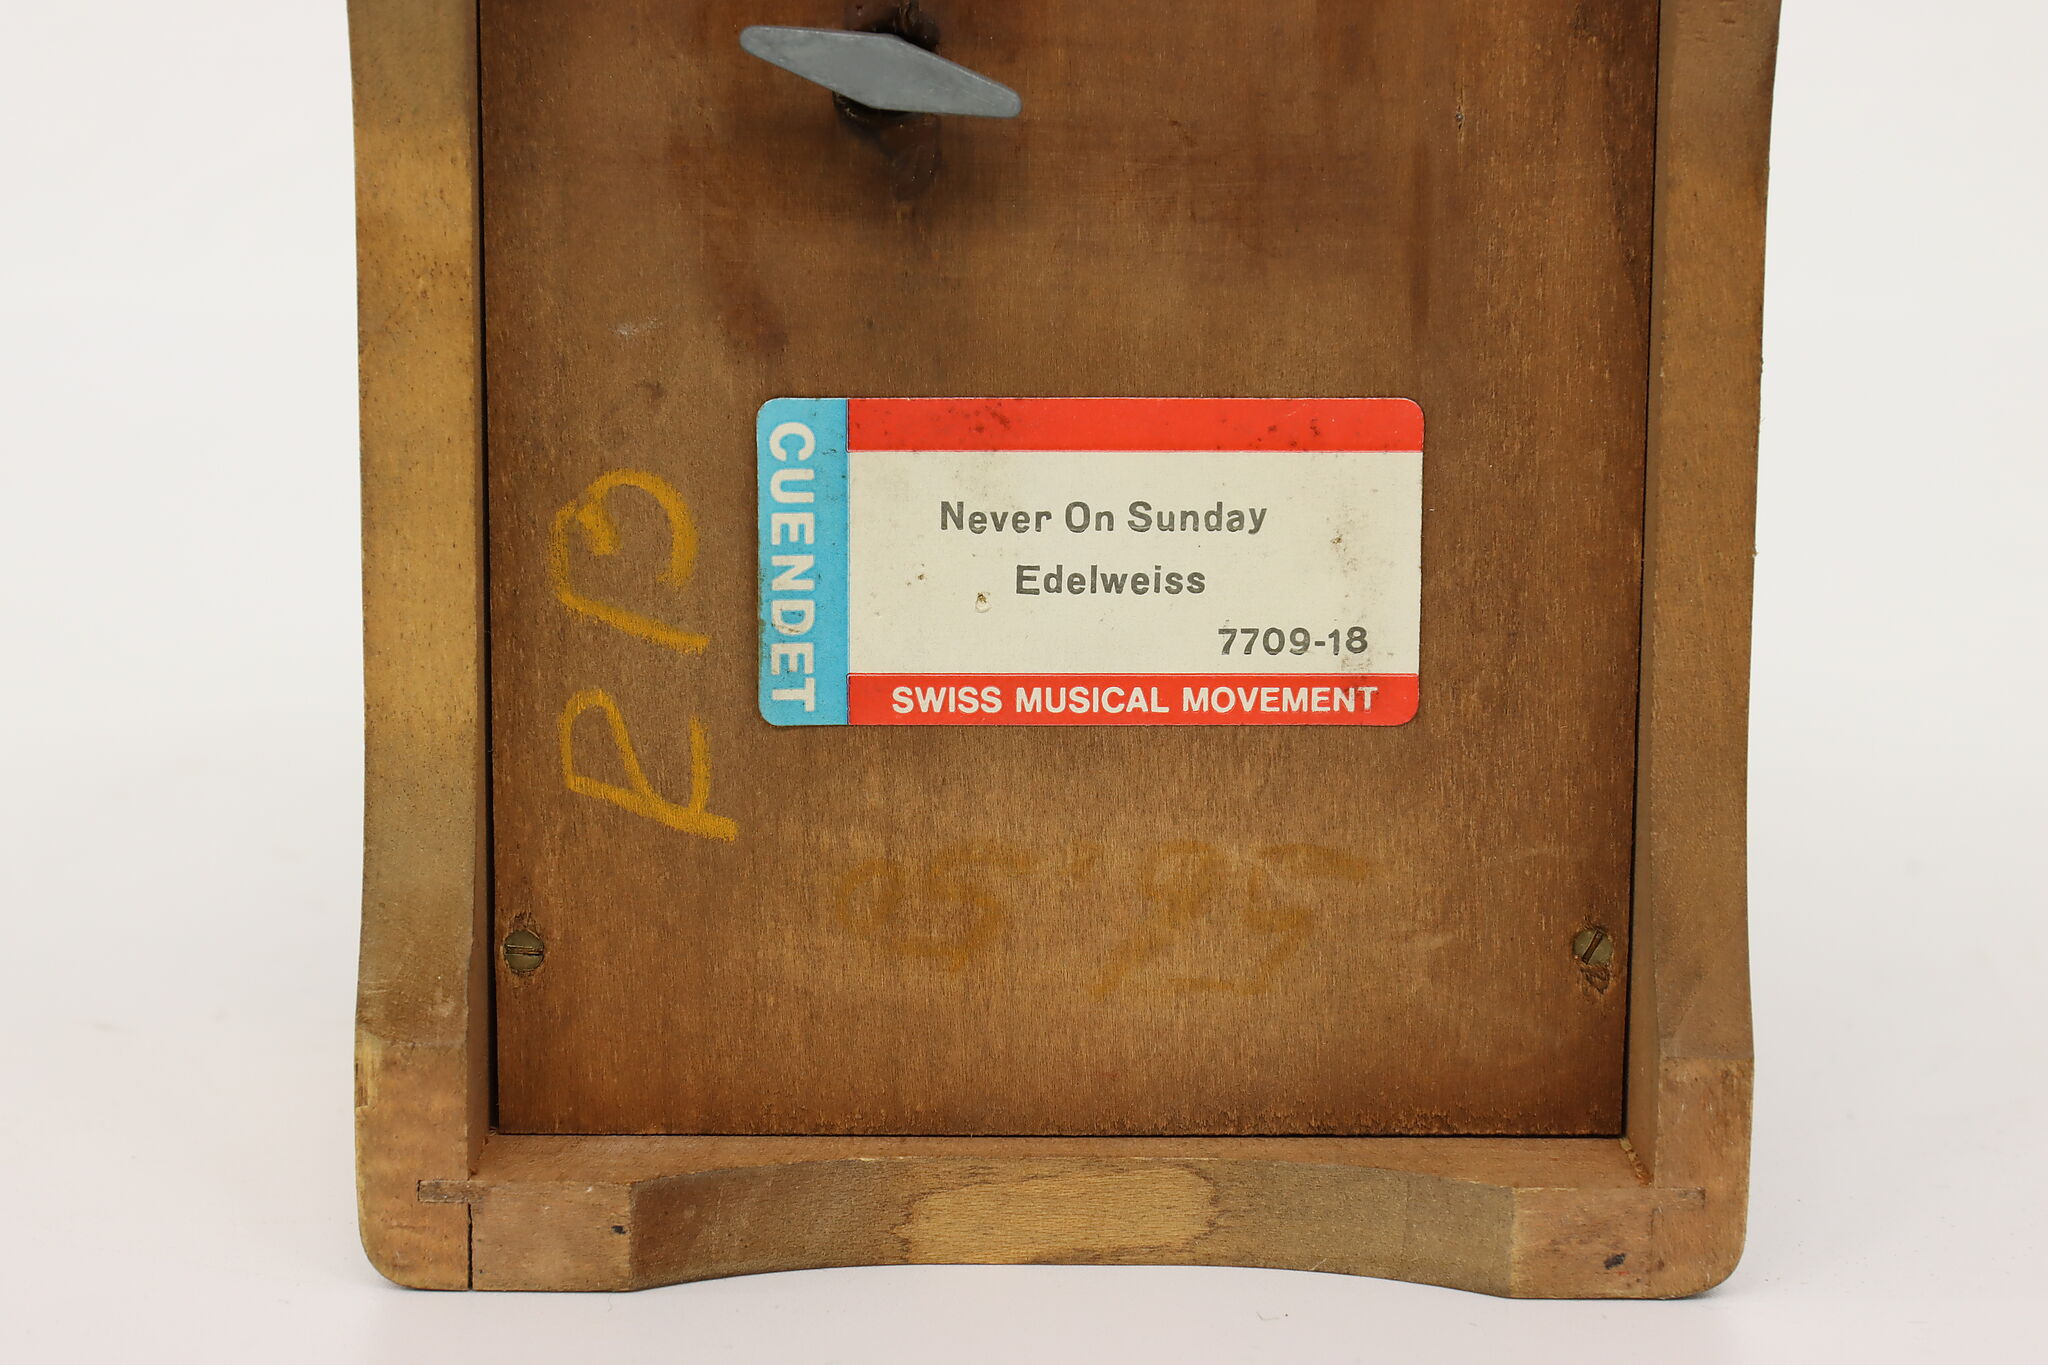 CUENDET
Never On Sunday
Edelweiss
7709-18
SWISS MUSICAL MOVEMENT